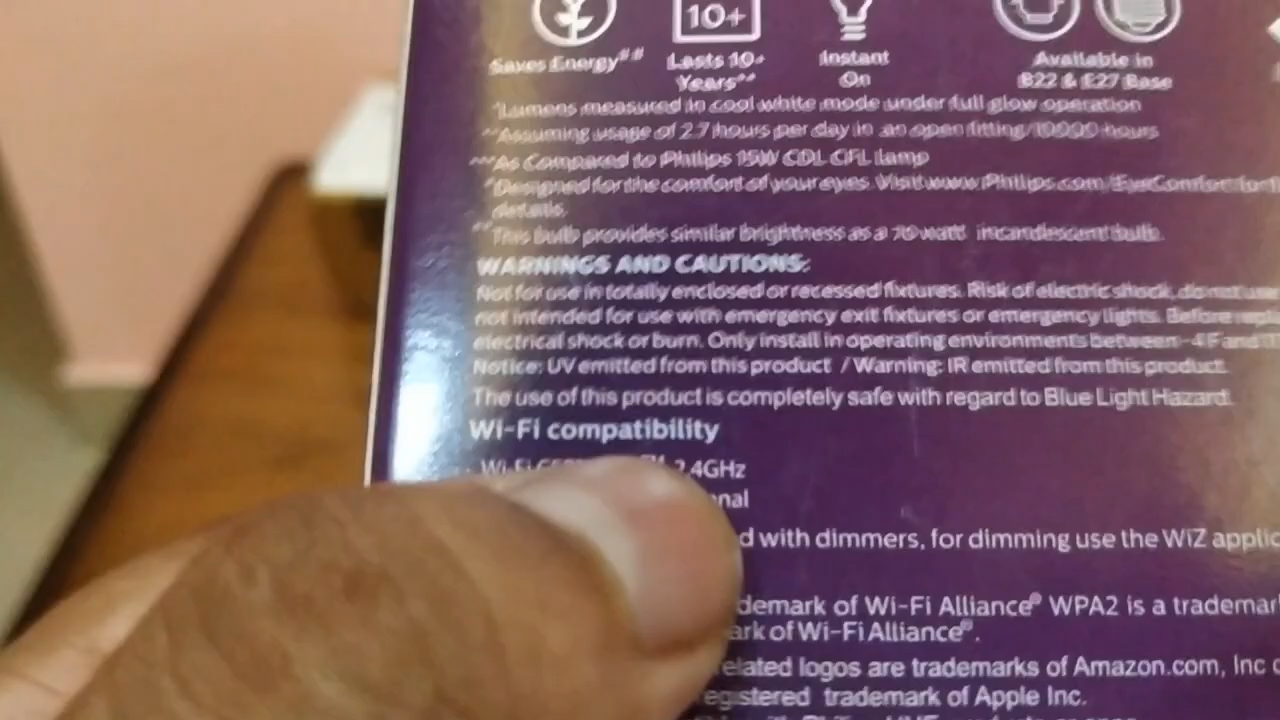 10+
Saves Energy## Lasts 10+ Instant Available in
Years** On B22 & E27 Base
*Lumens measured in cool white mode under full glow operation
**Assuming usage of 2.7 hours per day in an open fitting/10000 hours
***As Compared to Philips 15W CDL CFL lamp
Designed for the comfort of your eyes. Visit www.Philips.com/EyeComfort for
details.
This bulb provides similar brightness as a 70 watt incandescent bulb.
WARNINGS AND CAUTIONS:
Not for use in totally enclosed or recessed fixtures. Risk of electric shock, do not use
not intended for use with emergency exit fixtures or emergency lights. Before
electrical shock or burn. Only install in operating environments between -4F and
Notice: UV emitted from this product / Warning: IR emitted from this product.
The use of this product is completely safe with regard to Blue Light Hazard.
Wi-Fi compatibility
Wi-Fi 2.4GHz
with dimmers, for dimming use the WiZ
of Wi-Fi Alliance® WPA2 is a
of Wi-Fi Alliance®.
logos are trademarks of Amazon.com, Inc
trademark of Apple Inc.